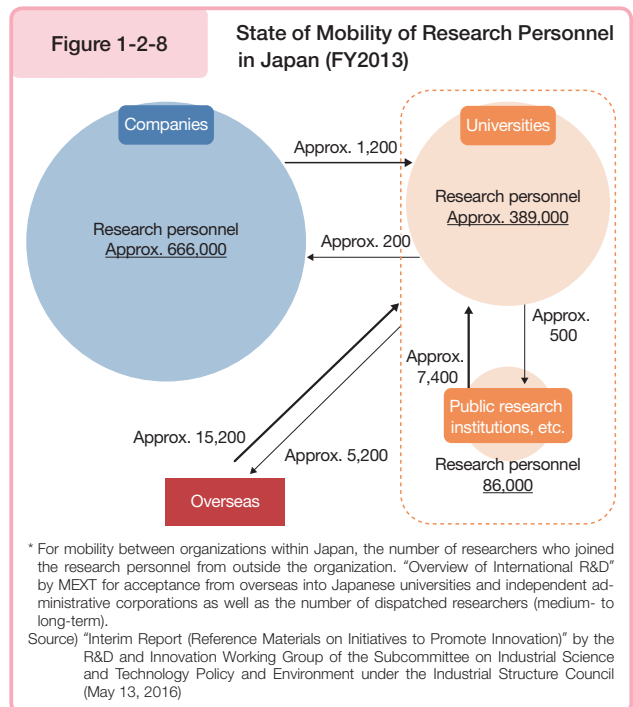 Figure 1-2-8
State of Mobility of Research Personnel
in Japan (FY2013)
Companies
Universities
Approx. 1,200
Research personnel
Approx. 389,000
Research personnel
Approx. 666,000
Approx. 200
Approx.
500
Approx.
7,400
Public research
institutions, etc.
Approx. 15,200
Approx. 5,200
Research personnel
86,000
Overseas
* For mobility between organizations within Japan, the number of researchers who joined
the research personnel from outside the organization. "Overview of International R&D"
by MEXT for acceptance from overseas into Japanese universities and independent ad-
ministrative corporations as well as the number of dispatched researchers (medium- to
long-term).
Source) "Interim Report (Reference Materials on Initiatives to Promote Innovation)" by the
R&D and Innovation Working Group of the Subcommittee on Industrial Science
and Technology Policy and Environment under the Industrial Structure Council
(May 13, 2016)